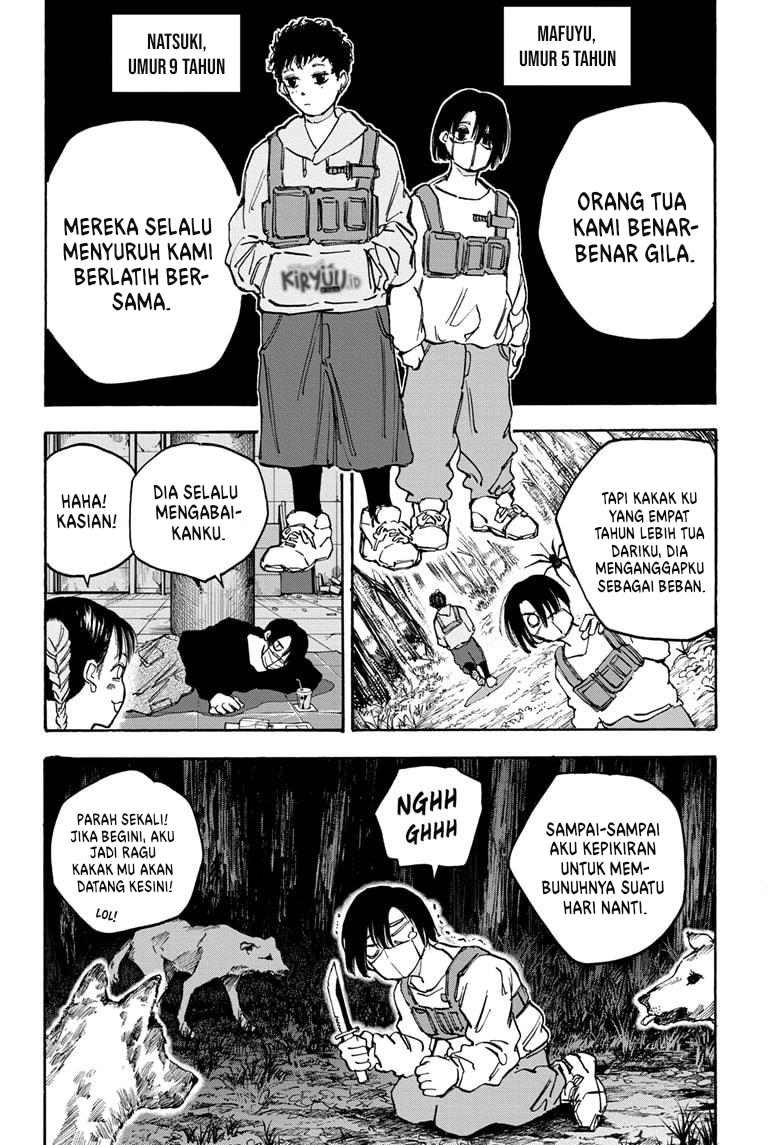 MAFUYU,
UMUR 5 TAHUN
NATSUKI,
UMUR 9 TAHUN
ORANG TUA
KAMI BENAR-
BENAR GILA.
MEREKA SELALU
MENYURUH KAMI
BERLATIH BER-
SAMA.
KIRYUU.ID
TAPI KAKAK KU
YANG EMPAT
TAHUN LEBIH TUA
DARIKU, DIA
MENGANGGAPKU
SEBAGAI BEBAN.
DIA SELALU
MENGABAI-
KANKU.
HAHA!
KASIAN!
SAMPAI-SAMPAI
AKU KEPIKIRAN
UNTUK MEM-
BUNUHNYA SUATU
HARI NANTI.
NGHH
GHHH
PARAH SEKALI!
JIKA BEGINI, AKU
JADI RAGU
KAKAK MU AKAN
DATANG KESINI!
LOL!